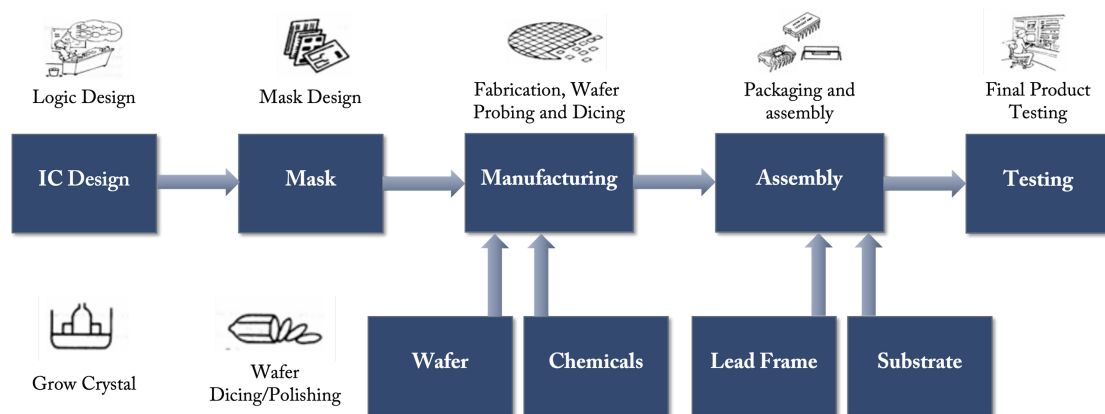 Logic Design
Mask Design
Fabrication, Wafer
Probing and Dicing
Packaging and
assembly
Final Product
Testing
IC Design
Mask
Manufacturing
Assembly
Testing
Grow Crystal
Wafer
Dicing/Polishing
Wafer
Chemicals
Lead Frame
Substrate